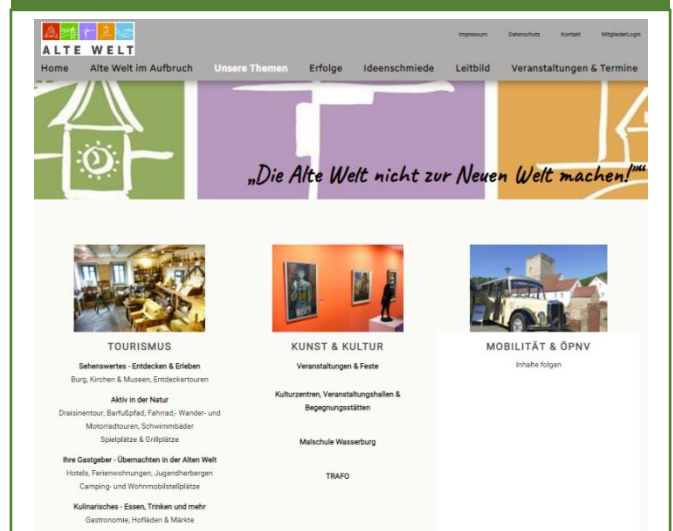 ALTE WELT
Impressum Datenschutz Kontakt MitgliederLogin
Home Alte Welt im Aufbruch Unsere Themen Erfolge Ideenschmiede Leitbild Veranstaltungen & Termine
„Die Alte Welt nicht zur Neuen Welt machen!"“
TOURISMUS
Sehenswertes - Entdecken & Erleben
Burg, Kirchen & Museen, Entdeckertouren
Aktiv in der Natur
Draisinentour, Barfußpfad, Fahrrad,- Wander- und
Motorradtouren, Schwimmbäder
Spielplätze & Grillplätze
Ihre Gastgeber - Übernachten in der Alten Welt
Hotels, Ferienwohnungen, Jugendherbergen
Camping- und Wohnmobilstellplätze
Kulinarisches - Essen, Trinken und mehr
Gastronomie, Hofläden & Märkte
KUNST & KULTUR
Veranstaltungen & Feste
Kulturzentren, Veranstaltungshallen &
Begegnungsstätten
Malschule Wasserburg
TRAFO
MOBILITÄT & ÖPNV
Inhalte folgen